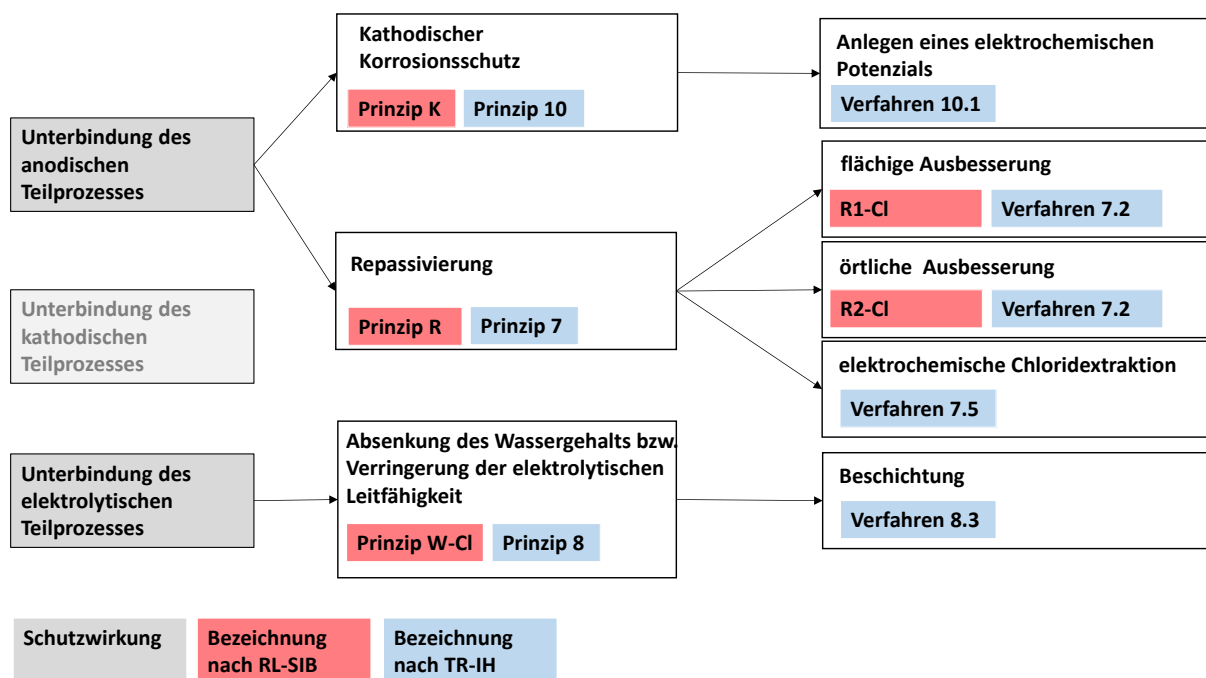 Unterbindung des
anodischen
Teilprozesses
Unterbindung des
kathodischen
Teilprozesses
Unterbindung des
elektrolytischen
Teilprozesses
Kathodischer
Korrosionsschutz
Prinzip K
Prinzip 10
Repassivierung
Prinzip R
Prinzip 7
Absenkung des Wassergehalts bzw.
Verringerung der elektrolytischen
Leitfähigkeit
Prinzip W-Cl
Prinzip 8
Anlegen eines elektrochemischen
Potenzials
Verfahren 10.1
flächige Ausbesserung
R1-Cl
Verfahren 7.2
örtliche Ausbesserung
R2-Cl
Verfahren 7.2
elektrochemische Chloridextraktion
Verfahren 7.5
Beschichtung
Verfahren 8.3
Schutzwirkung
Bezeichnung
nach RL-SIB
Bezeichnung
nach TR-IH